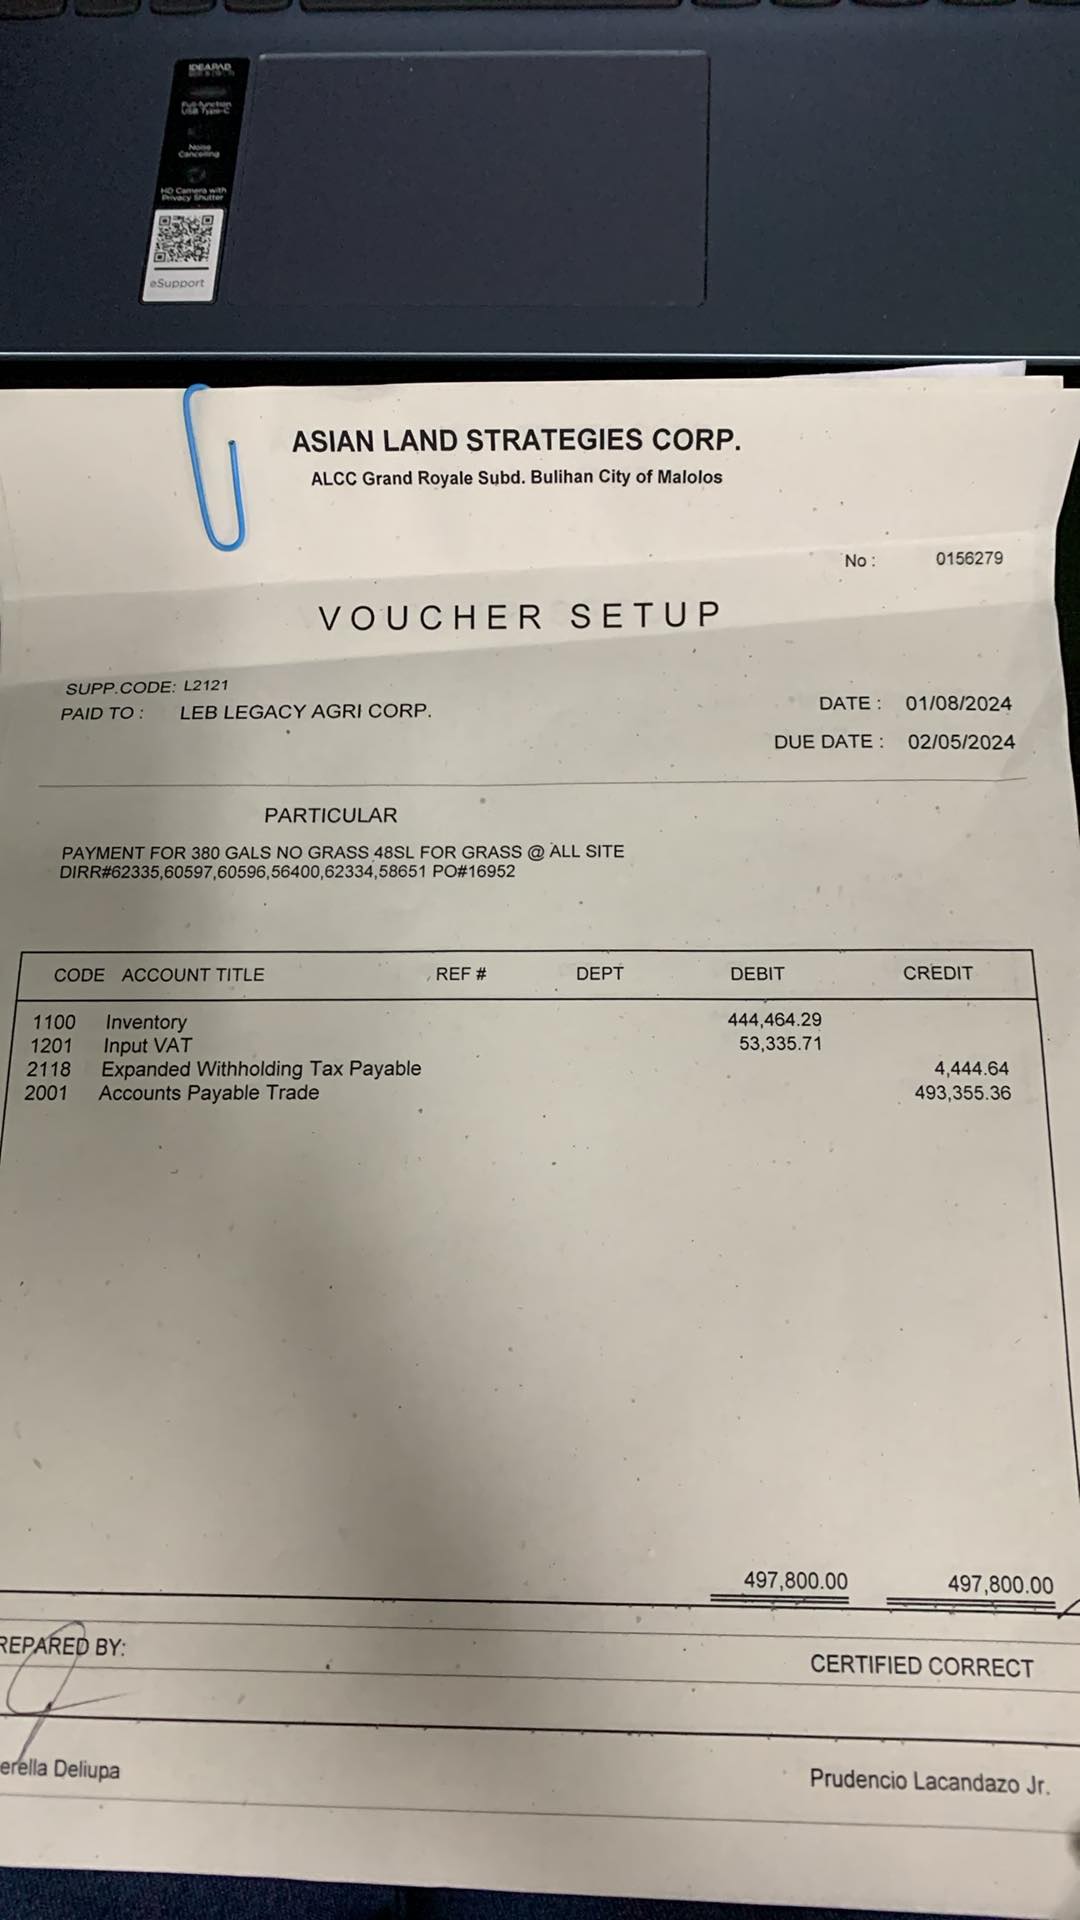 IDEAPAD
Full-function
USB Type-C
Noise
Cancelling
HD Camera with
Privacy Shutter
eSupport
ASIAN LAND STRATEGIES CORP.
ALCC Grand Royale Subd. Bulihan City of Malolos
No : 0156279
VOUCHER SETUP
SUPP.CODE: L2121
PAID TO : LEB LEGACY AGRI CORP.
DATE : 01/08/2024
DUE DATE : 02/05/2024
PARTICULAR
PAYMENT FOR 380 GALS NO GRASS 48SL FOR GRASS @ ALL SITE
DIRR#62335,60597,60596,56400,62334,58651 PO#16952
CODE ACCOUNT TITLE REF # DEPT DEBIT CREDIT
1100 Inventory 444,464.29
1201 Input VAT 53,335.71
2118 Expanded Withholding Tax Payable 4,444.64
2001 Accounts Payable Trade 493,355.36
497,800.00 497,800.00
REPARED BY:
CERTIFIED CORRECT
erella Deliupa
Prudencio Lacandazo Jr.